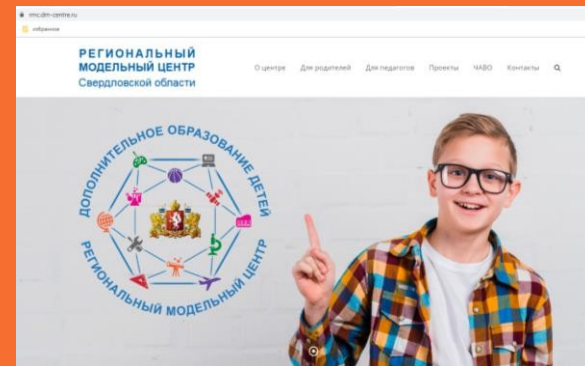 rmc.dm-centre.ru
избранное
РЕГИОНАЛЬНЫЙ
МОДЕЛЬНЫЙ ЦЕНТР
Свердловской области
О центре Для родителей Для педагогов Проекты ЧАВО Контакты
ДОПОЛНИТЕЛЬНОЕ ОБРАЗОВАНИЕ ДЕТЕЙ
РЕГИОНАЛЬНЫЙ МОДЕЛЬНЫЙ ЦЕНТР